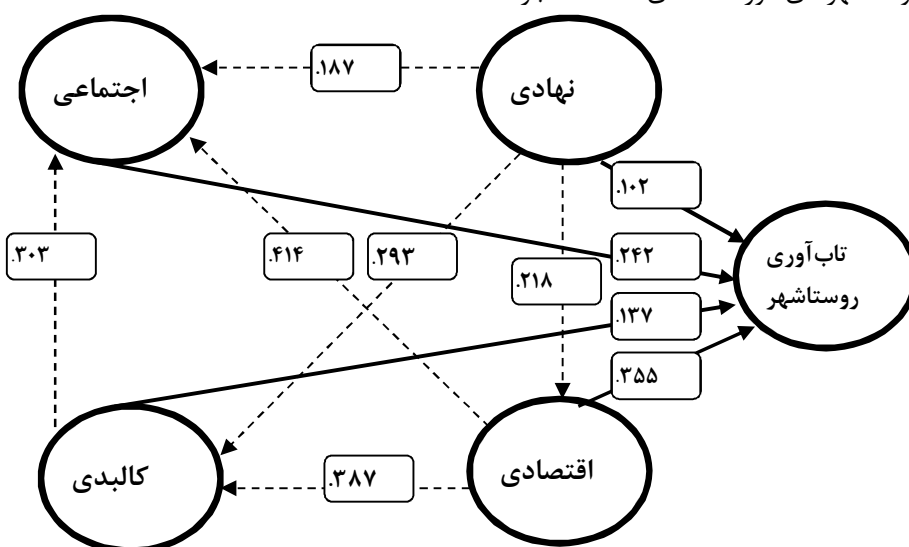 .۱۸۷
نهادی
اجتماعی
.۱۰۲
.۲۴۲
.۲۱۸
.۲۹۳
.۴۱۴
.۳۰۳
تاب‌آوری
روستاشهر
.۱۳۷
.۳۵۵
اقتصادی
.۳۸۷
کالبدی